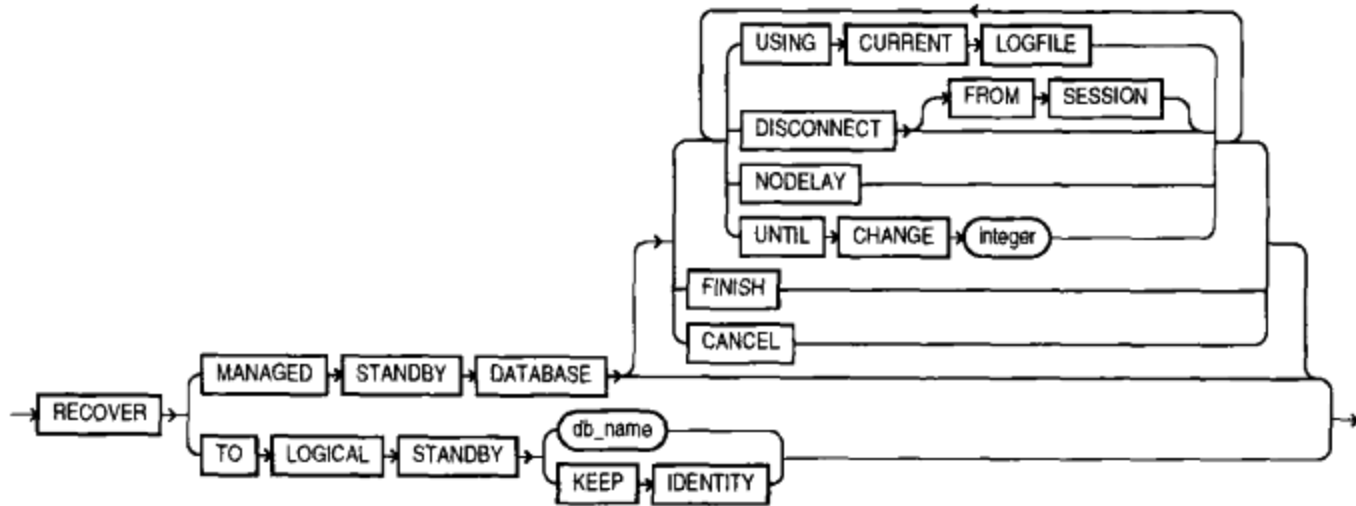 USING CURRENT LOGFILE
FROM SESSION
DISCONNECT
NODELAY
UNTIL CHANGE integer
FINISH
CANCEL
MANAGED STANDBY DATABASE
RECOVER
db_name
TO LOGICAL STANDBY
KEEP IDENTITY